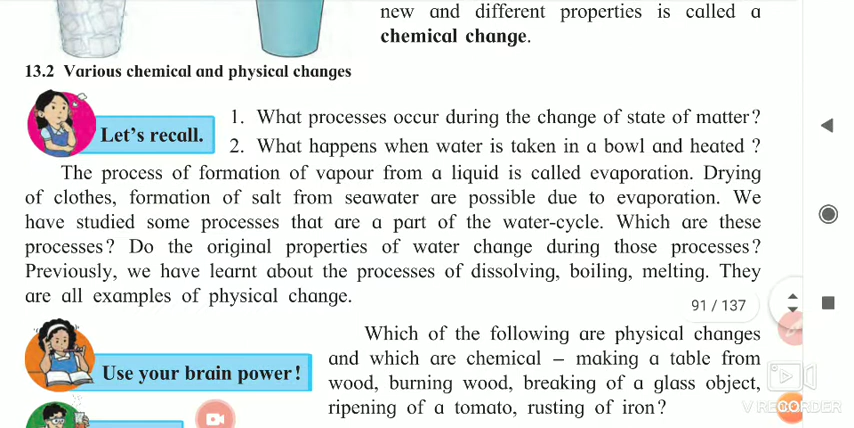 new and different properties is called a
chemical change.
13.2 Various chemical and physical changes
Let's recall.
1. What processes occur during the change of state of matter?
2. What happens when water is taken in a bowl and heated ?
The process of formation of vapour from a liquid is called evaporation. Drying
of clothes, formation of salt from seawater are possible due to evaporation. We
have studied some processes that are a part of the water-cycle. Which are these
processes? Do the original properties of water change during those processes?
Previously, we have learnt about the processes of dissolving, boiling, melting. They
are all examples of physical change.
91 / 137
Use your brain power!
Which of the following are physical changes
and which are chemical – making a table from
wood, burning wood, breaking of a glass object,
ripening of a tomato, rusting of iron?
V RECORDER